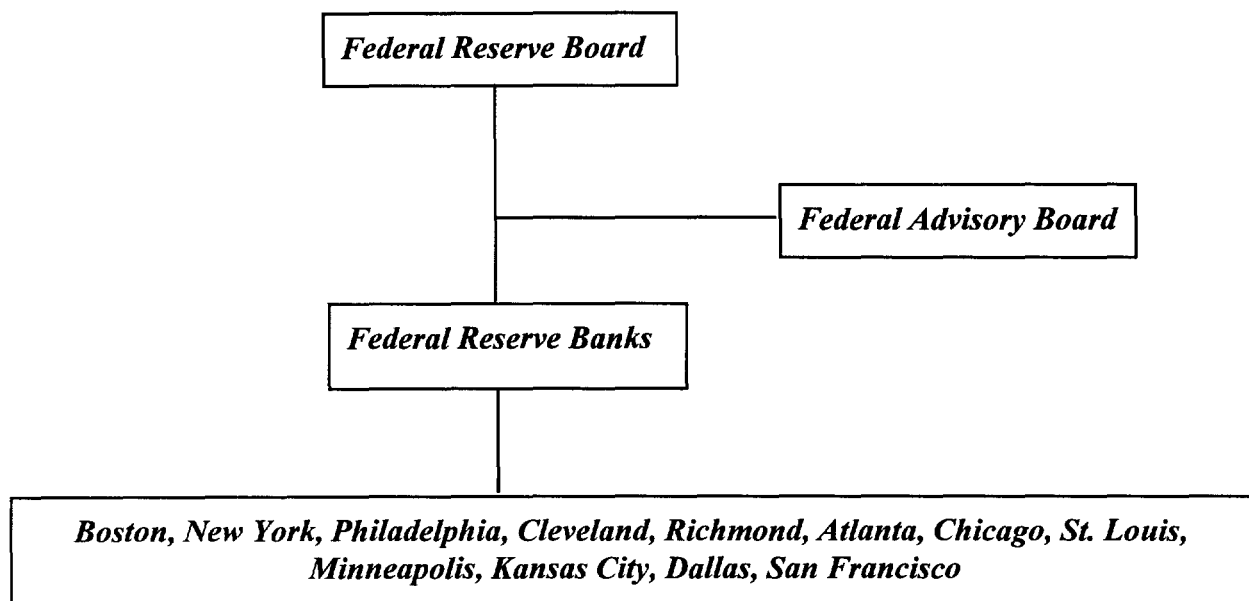 Federal Reserve Board
Federal Advisory Board
Federal Reserve Banks
Boston, New York, Philadelphia, Cleveland, Richmond, Atlanta, Chicago, St. Louis,
Minneapolis, Kansas City, Dallas, San Francisco